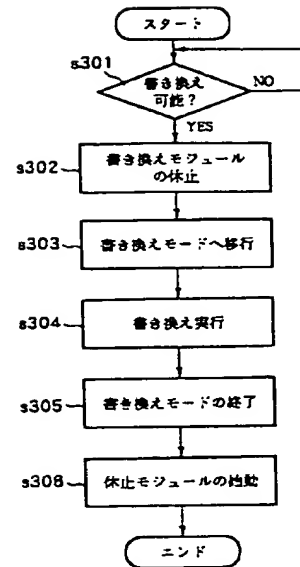 スタート
s301
書き換え
可能?
NO
YES
s302
書き換えモジュール
の休止
s303
書き換えモードへ移行
s304
書き換え実行
s305
書き換えモードの終了
s308
休止モジュールの始動
エンド